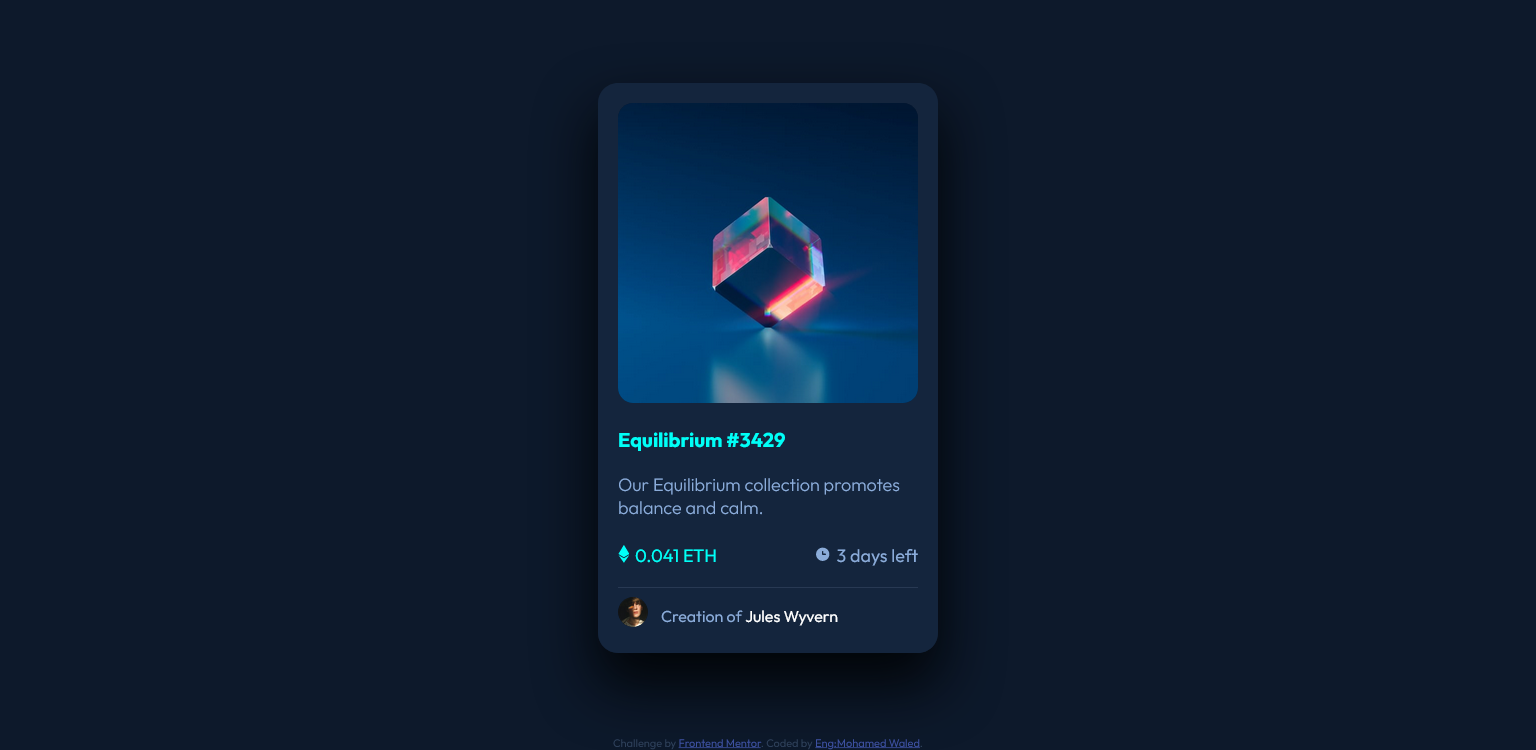 Equilibrium #3429
Our Equilibrium collection promotes
balance and calm.
0.041 ETH
3 days left
Creation of Jules Wyvern
Challenge by Frontend Mentor. Coded by Eng:Mohamed Waled.